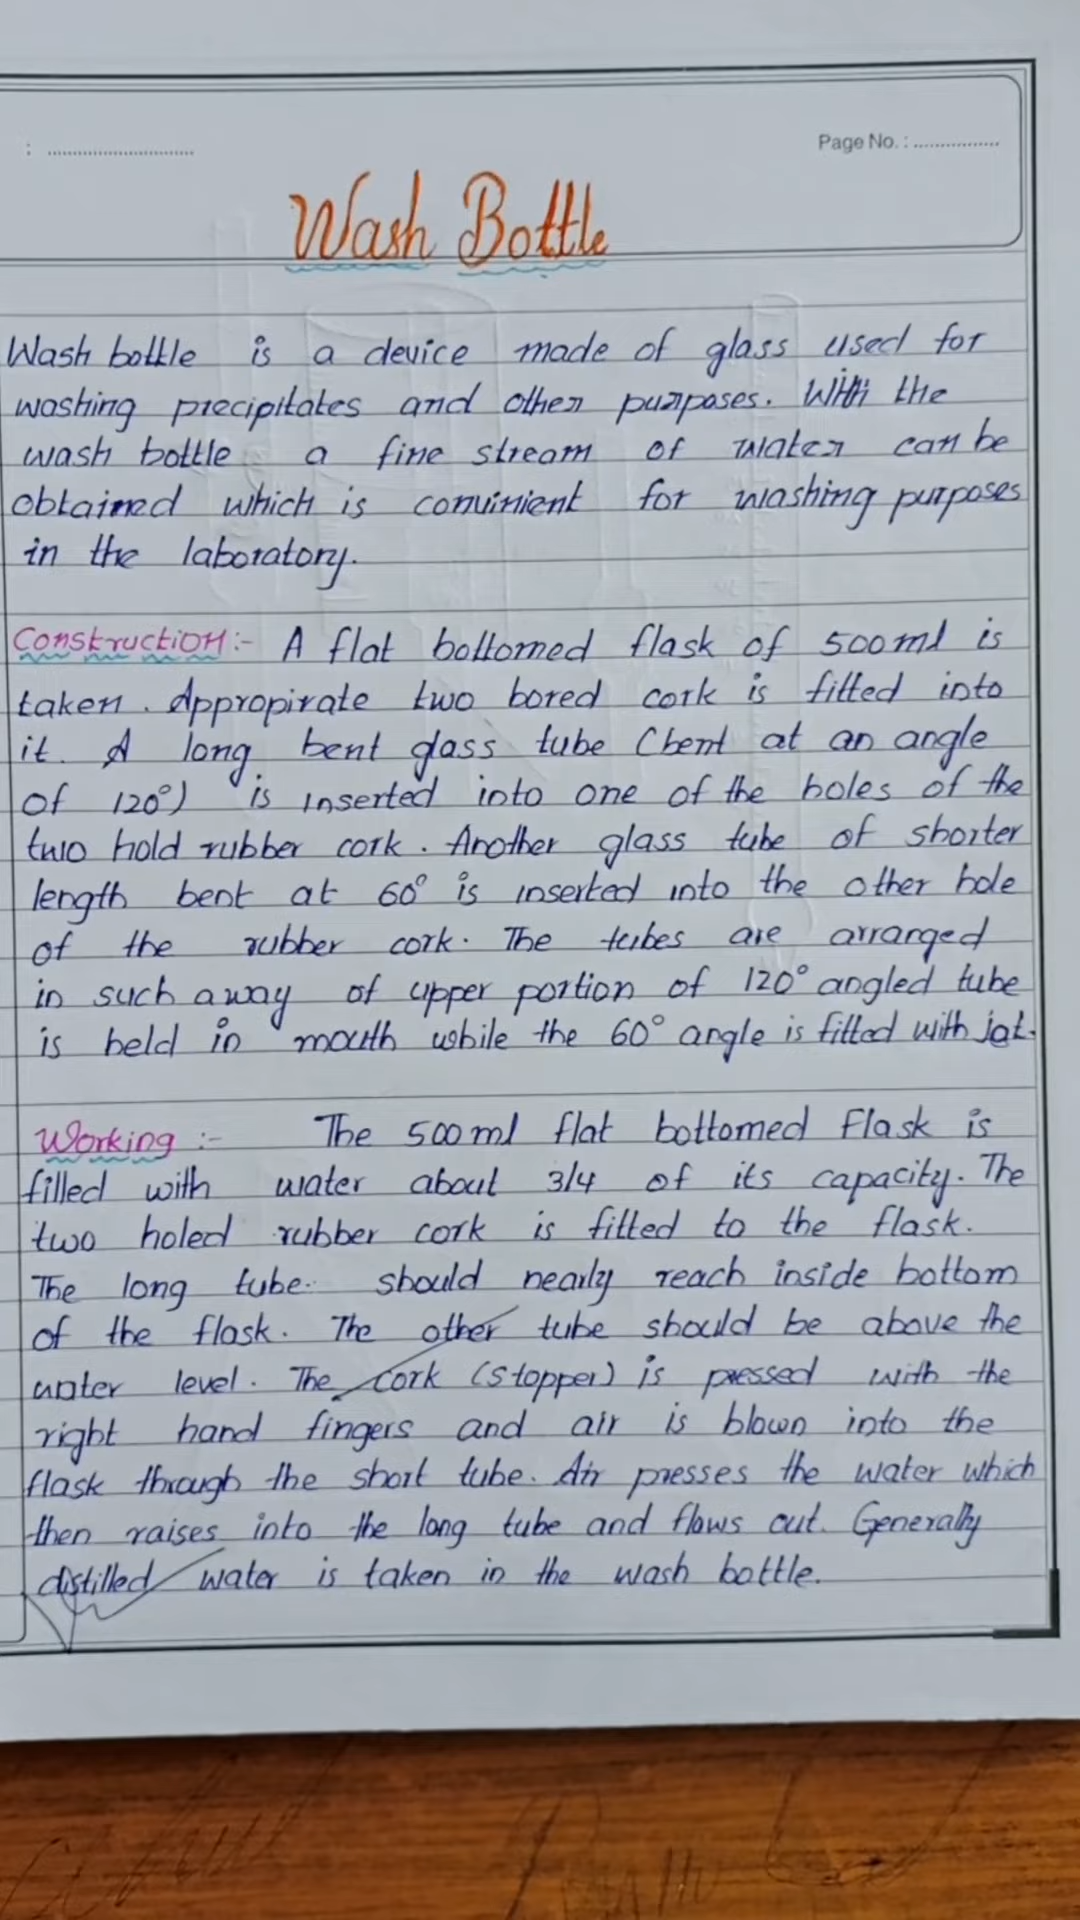 : ............................
Page No. : .................
Wash Bottle
Wash bottle is a device made of glass used for
washing precipitates and other purposes. With the
wash bottle a fine stream of water can be
obtained which is convinient for washing purposes
in the laboratory.
Construction :- A flat bottomed flask of 500 ml is
taken. Appropirate two bored cork is fitted into
it. A long bent glass tube (bent at an angle
of 120°) is inserted into one of the holes of the
two hold rubber cork. Another glass tube of shorter
length bent at 60° is inserted into the other hole
of the rubber cork. The tubes are arranged
in such away of upper portion of 120° angled tube
is held in mouth while the 60° angle is fitted with jat.
Working :- The 500 ml flat bottomed Flask is
filled with water about 3/4 of its capacity. The
two holed rubber cork is fitted to the flask.
The long tube. should nearly reach inside bottom
of the flask. The other tube should be above the
water level. The cork (stopper) is pressed with the
right hand fingers and air is blown into the
flask through the short tube. Air presses the water which
then raises into the long tube and flows out. Generally
distilled water is taken in the wash bottle.